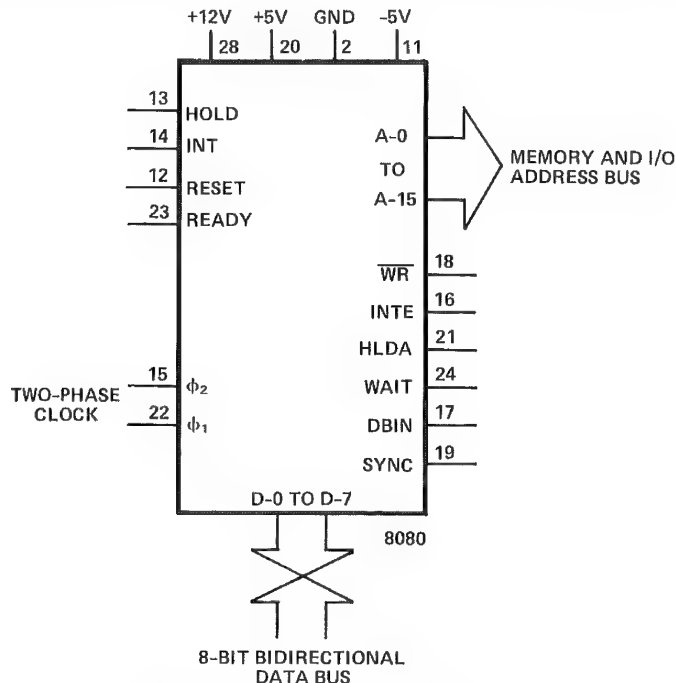 +12V +5V GND -5V
28 20 2 11
13 HOLD
14 INT
12 RESET
23 READY
A-0
TO
A-15
MEMORY AND I/O
ADDRESS BUS
W̅R̅ 18
INTE 16
HLDA 21
WAIT 24
DBIN 17
SYNC 19
TWO-PHASE
CLOCK
15 ϕ2
22 ϕ1
D-0 TO D-7
8080
8-BIT BIDIRECTIONAL
DATA BUS